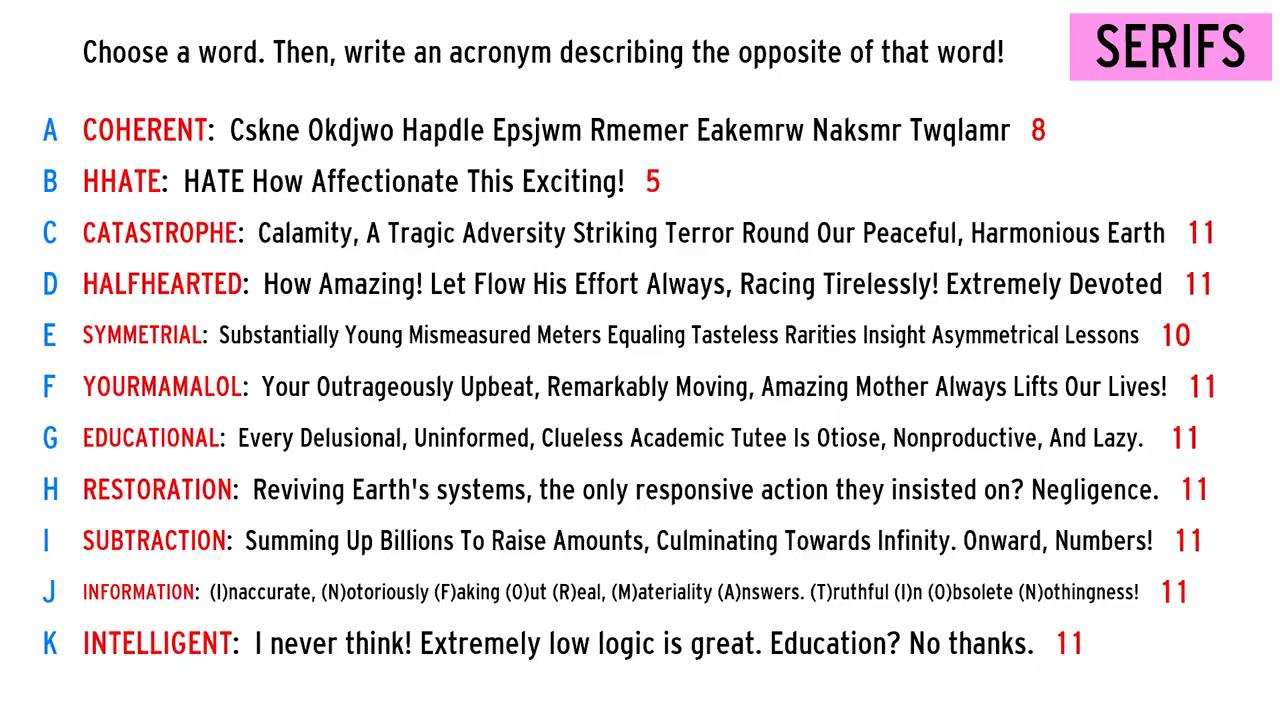 Choose a word. Then, write an acronym describing the opposite of that word!
SERIFS
A COHERENT: Cskne Okdjwo Hapdle Epsjwm Rmemer Eakemrw Naksmr Twqlamr 8
B HHATE: HATE How Affectionate This Exciting! 5
C CATASTROPHE: Calamity, A Tragic Adversity Striking Terror Round Our Peaceful, Harmonious Earth 11
D HALFHEARTED: How Amazing! Let Flow His Effort Always, Racing Tirelessly! Extremely Devoted 11
E SYMMETRIAL: Substantially Young Mismeasured Meters Equaling Tasteless Rarities Insight Asymmetrical Lessons 10
F YOURMAMALOL: Your Outrageously Upbeat, Remarkably Moving, Amazing Mother Always Lifts Our Lives! 11
G EDUCATIONAL: Every Delusional, Uninformed, Clueless Academic Tutee Is Otiose, Nonproductive, And Lazy. 11
H RESTORATION: Reviving Earth's systems, the only responsive action they insisted on? Negligence. 11
I SUBTRACTION: Summing Up Billions To Raise Amounts, Culminating Towards Infinity. Onward, Numbers! 11
J INFORMATION: (I)naccurate, (N)otoriously (F)aking (O)ut (R)eal, (M)ateriality (A)nswers. (T)ruthful (I)n (O)bsolete (N)othingness! 11
K INTELLIGENT: I never think! Extremely low logic is great. Education? No thanks. 11